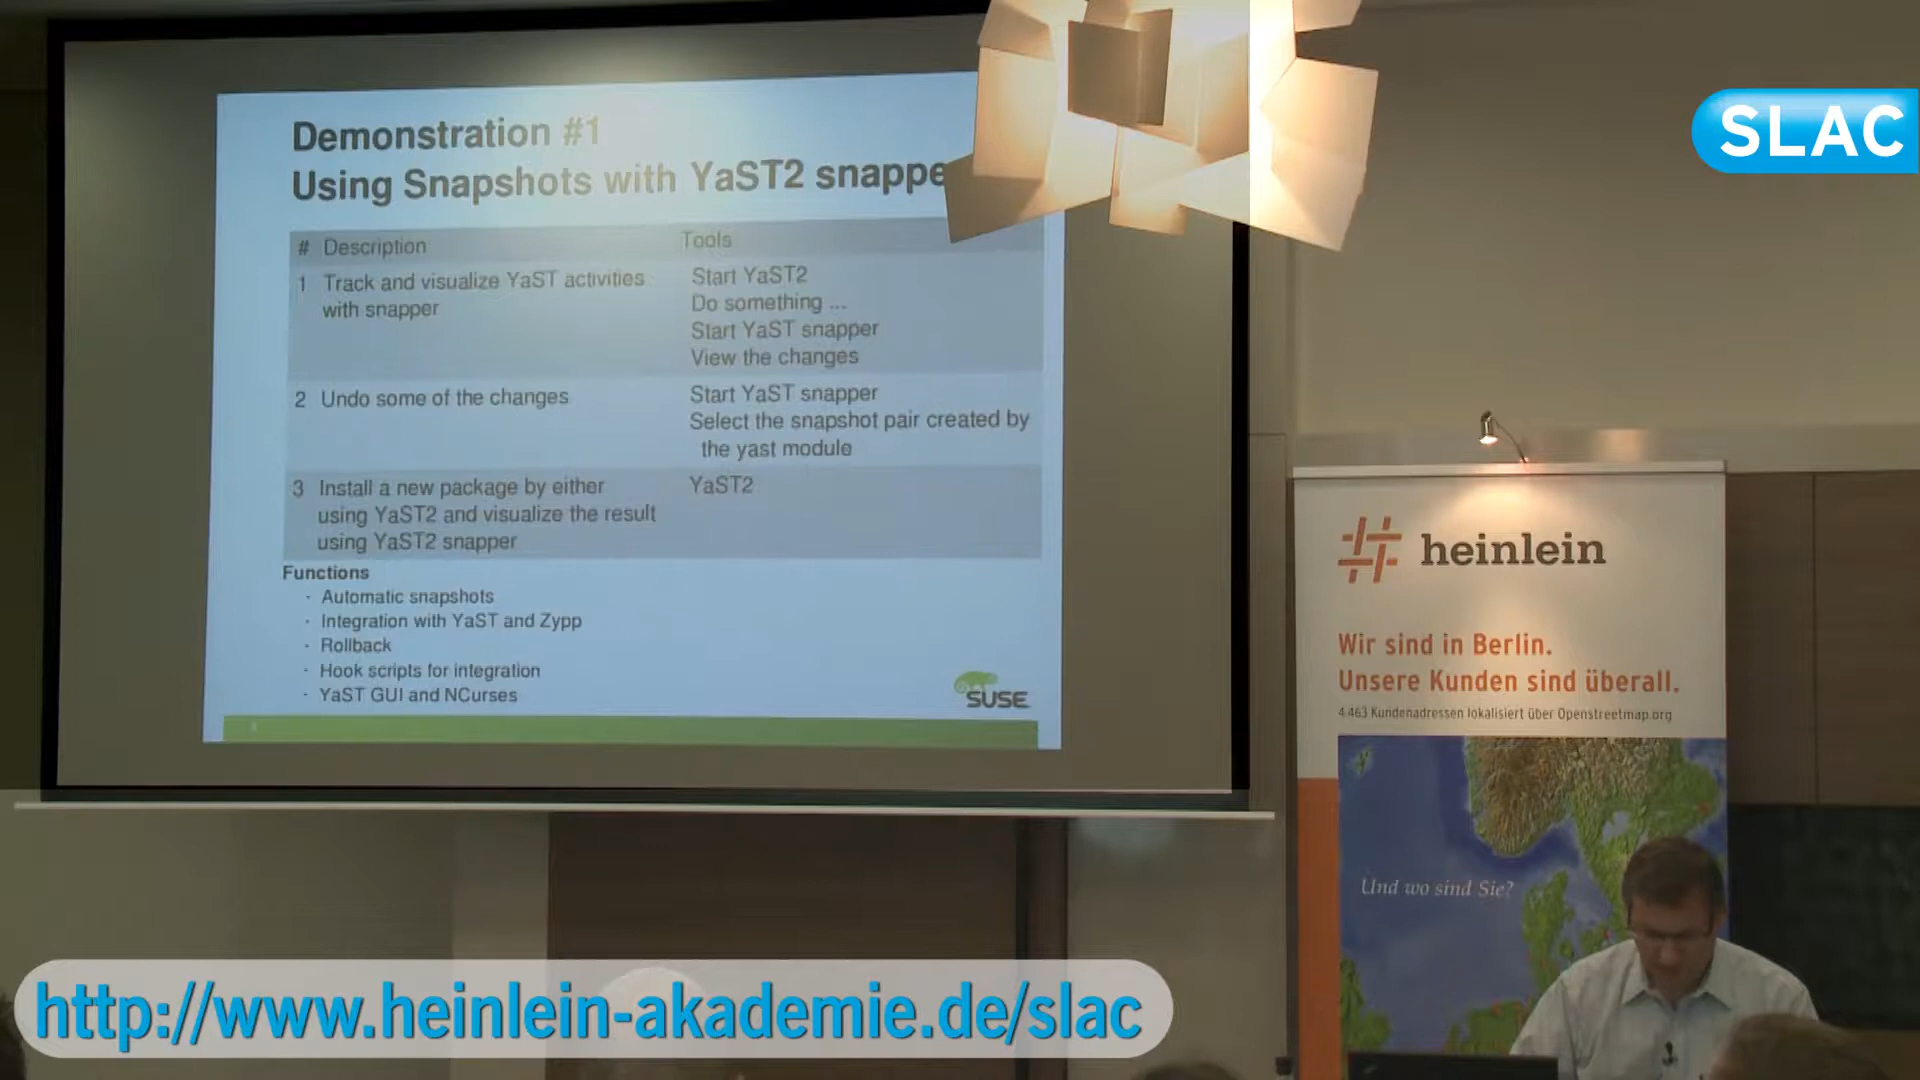 Demonstration #1
Using Snapshots with YaST2 snappe
# Description Tools
1 Track and visualize YaST activities
with snapper
Start YaST2
Do something ...
Start YaST snapper
View the changes
2 Undo some of the changes
Start YaST snapper
Select the snapshot pair created by
the yast module
3 Install a new package by either
using YaST2 and visualize the result
using YaST2 snapper
YaST2
Functions
· Automatic snapshots
· Integration with YaST and Zypp
· Rollback
· Hook scripts for integration
· YaST GUI and NCurses
SUSE
SLAC
heinlein
Wir sind in Berlin.
Unsere Kunden sind überall.
4.463 Kundenadressen lokalisiert über Openstreetmap.org
Und wo sind Sie?
http://www.heinlein-akademie.de/slac